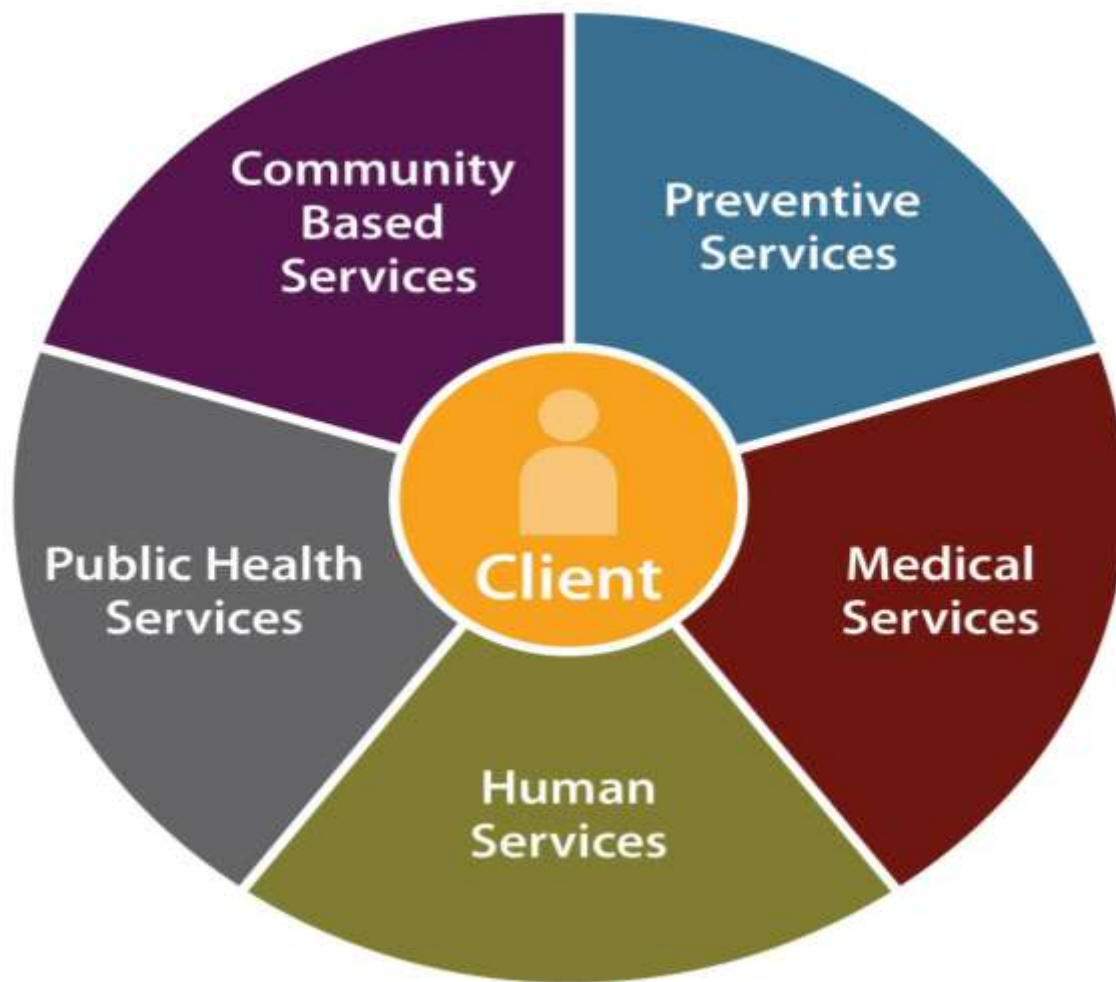 Community
Based
Services
Preventive
Services
Public Health
Services
Client
Medical
Services
Human
Services